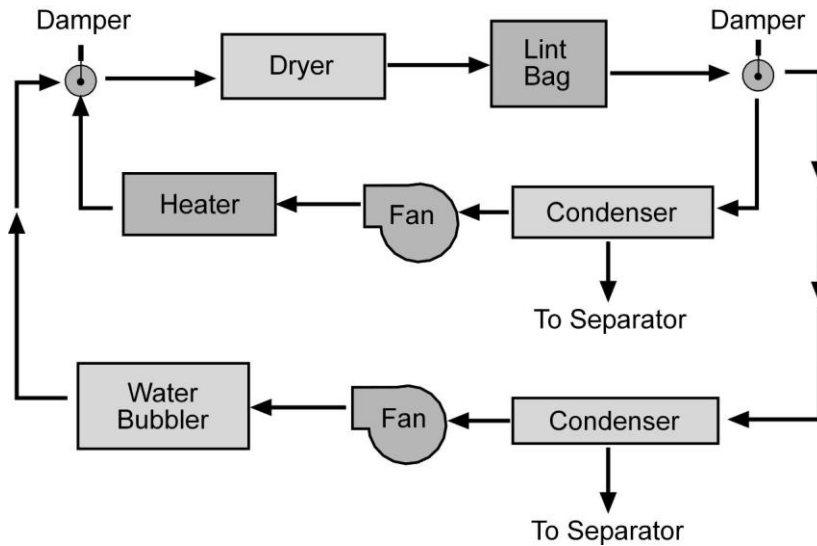 Damper
Damper
Dryer
Lint
Bag
Heater
Fan
Condenser
To Separator
Water
Bubbler
Fan
Condenser
To Separator